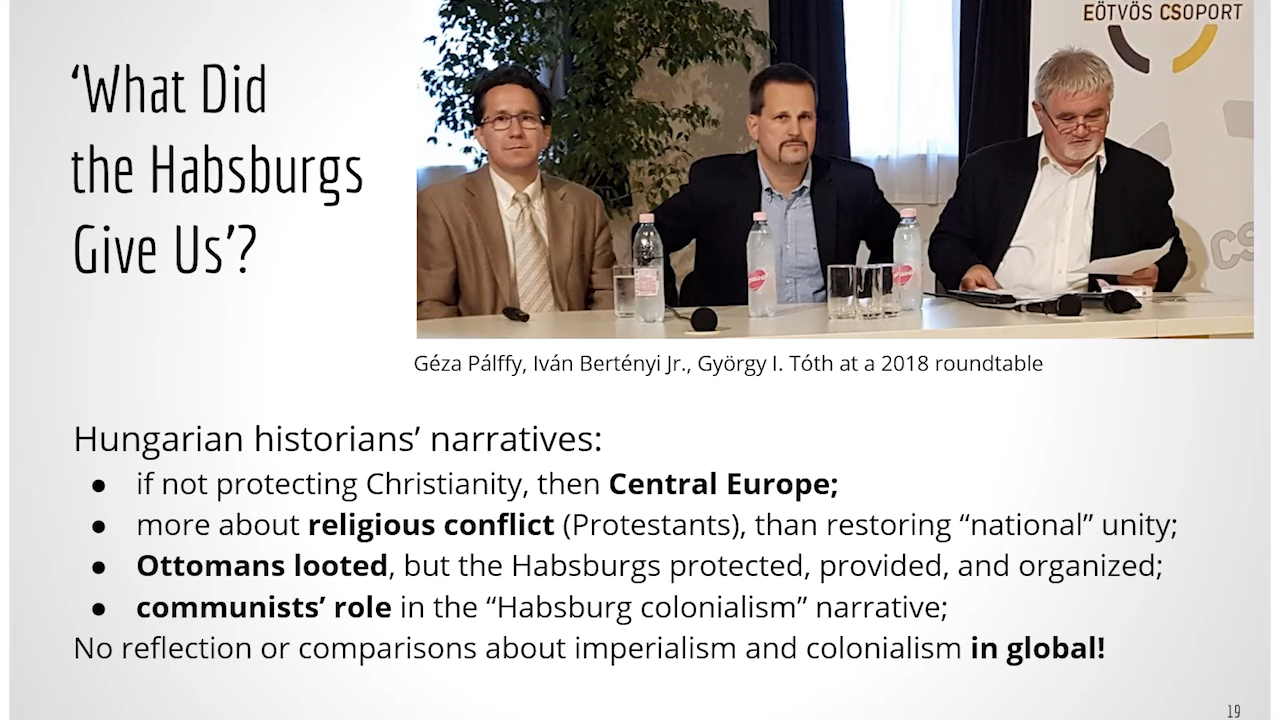 ‘What Did
the Habsburgs
Give Us’?
EÖTVÖS CSOPORT
CS
Géza Pálffy, Iván Bertényi Jr., György I. Tóth at a 2018 roundtable
Hungarian historians’ narratives:
● if not protecting Christianity, then Central Europe;
● more about religious conflict (Protestants), than restoring “national” unity;
● Ottomans looted, but the Habsburgs protected, provided, and organized;
● communists’ role in the “Habsburg colonialism” narrative;
No reflection or comparisons about imperialism and colonialism in global!
19